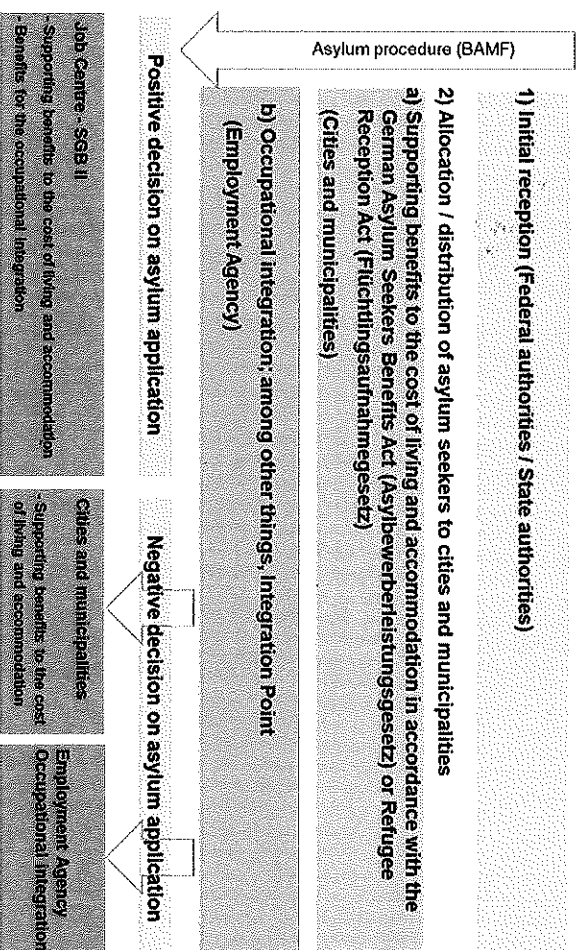 Asylum procedure (BAMF)
1) Initial reception (Federal authorities / State authorities)
2) Allocation / distribution of asylum seekers to cities and municipalities
a) Supporting benefits to the cost of living and accommodation in accordance with the
German Asylum Seekers Benefits Act (Asylbewerberleistungsgesetz) or Refugee
Reception Act (Flüchtlingsaufnahmegesetz)
(Cities and municipalities)
b) Occupational integration; among other things, Integration Point
(Employment Agency)
Positive decision on asylum application
Negative decision on asylum application
Job Centre - SGB II
- Supporting benefits to the cost of living and accommodation
- Benefits for the occupational integration
Cities and municipalities
- Supporting benefits to the cost
of living and accommodation
Employment Agency
Occupational integration